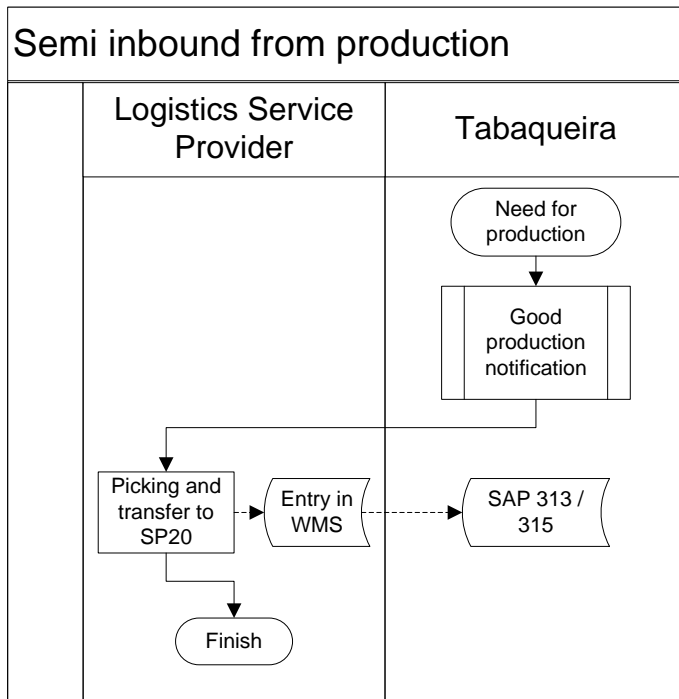 Semi inbound from production
Logistics Service
Provider
Tabaqueira
Need for
production
Good
production
notification
Picking and
transfer to
SP20
Entry in
WMS
SAP 313 /
315
Finish